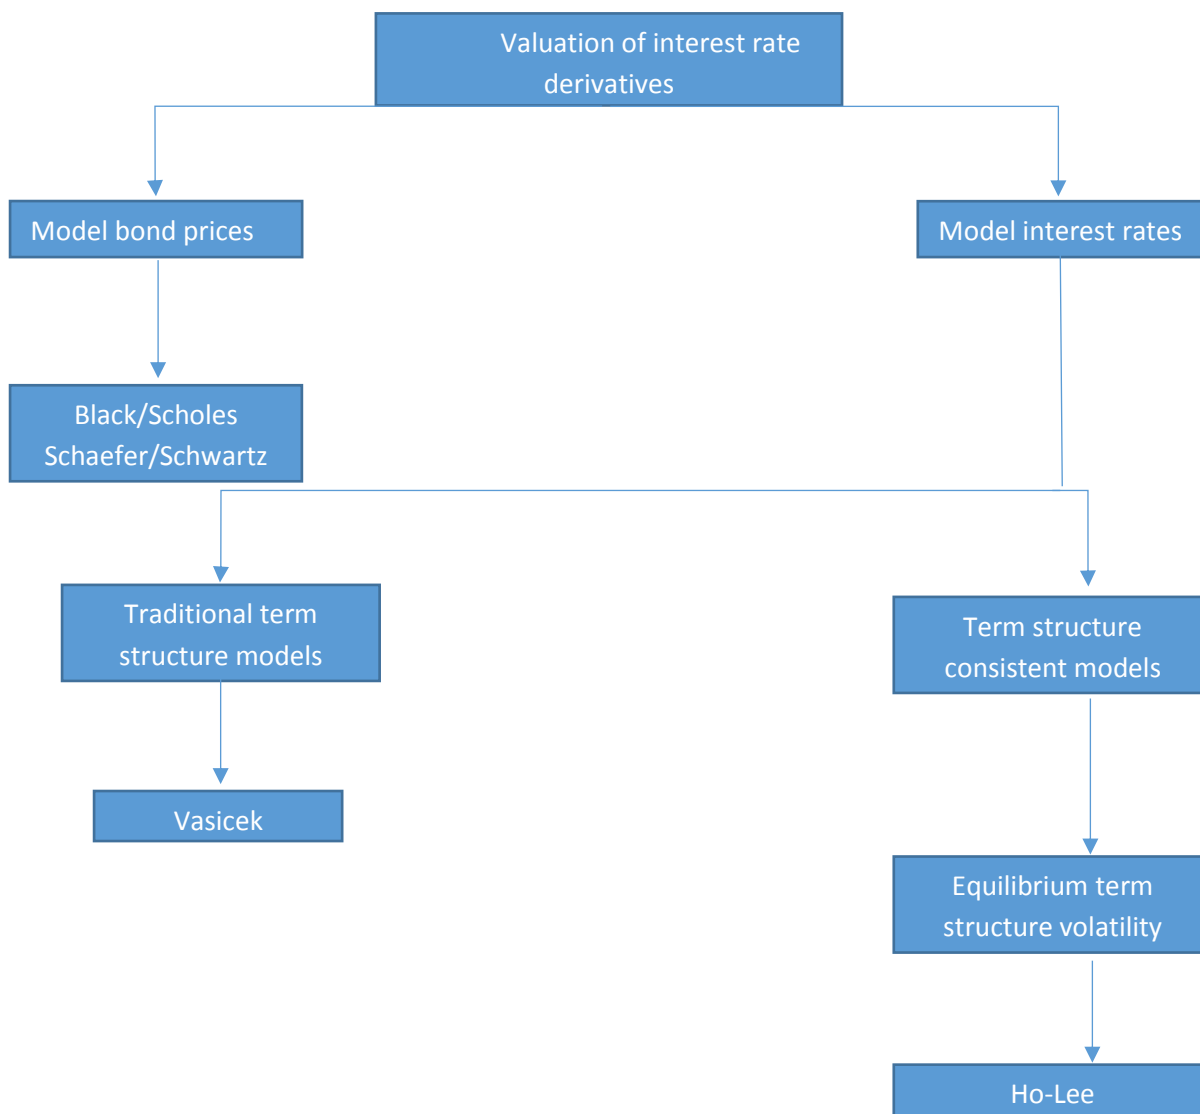 Valuation of interest rate
derivatives
Model bond prices
Model interest rates
Black/Scholes
Schaefer/Schwartz
Traditional term
structure models
Term structure
consistent models
Vasicek
Equilibrium term
structure volatility
Ho-Lee